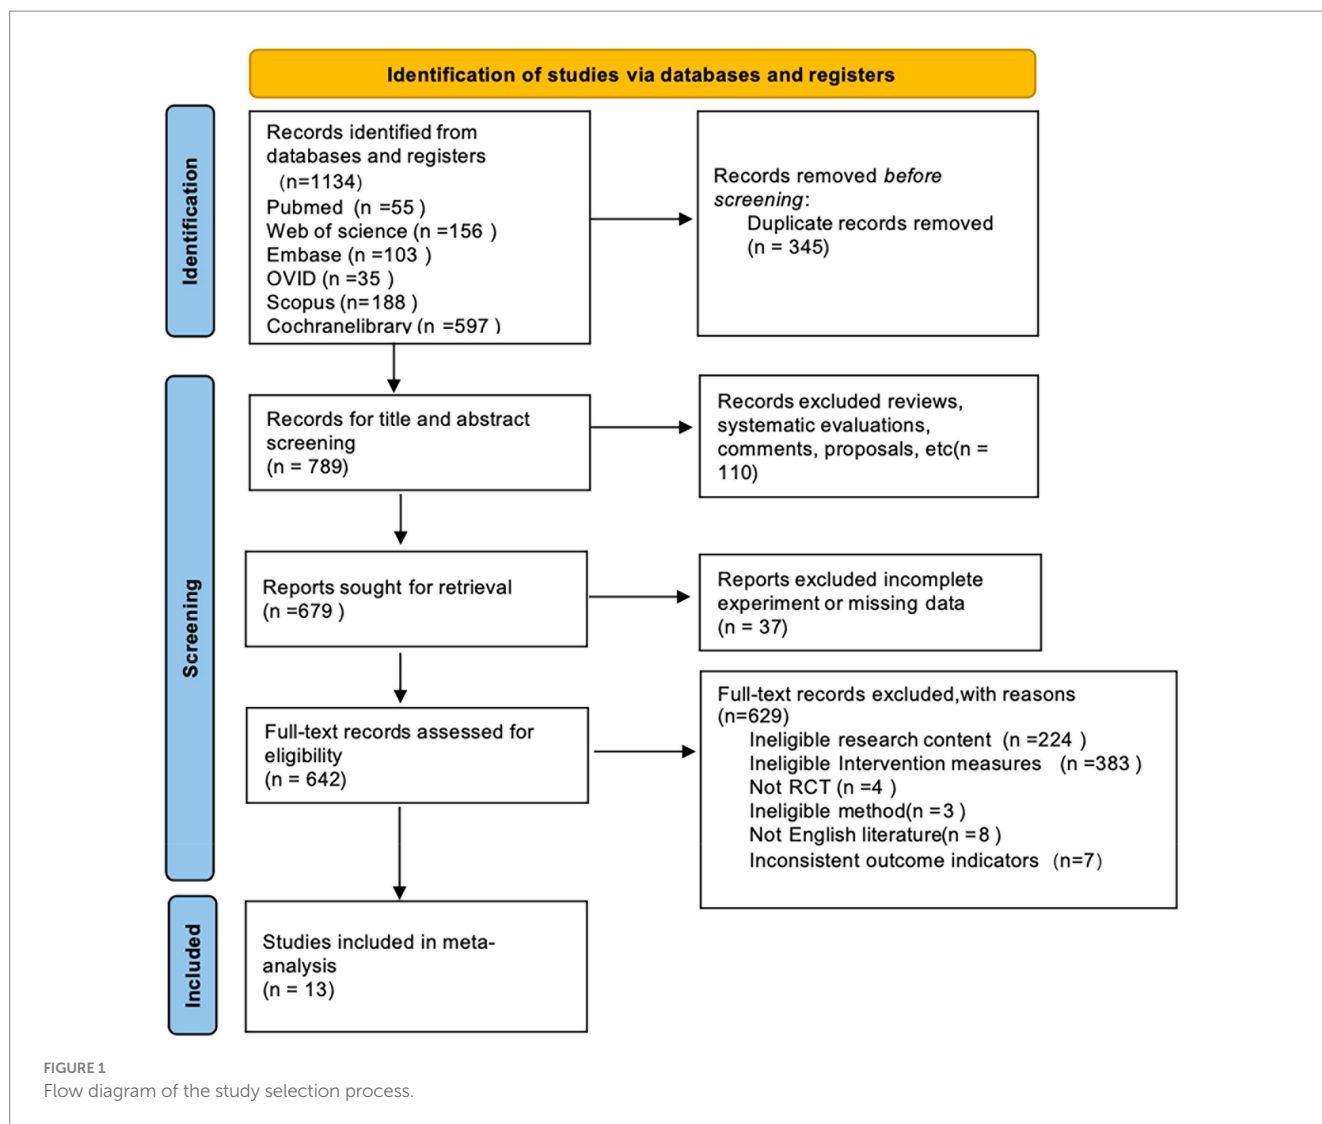 Identification of studies via databases and registers
Identification
Records identified from
databases and registers
(n=1134)
Pubmed (n =55 )
Web of science (n =156 )
Embase (n =103 )
OVID (n =35 )
Scopus (n=188 )
Cochranelibrary (n =597 )
Records removed before
screening:
Duplicate records removed
(n = 345)
Screening
Records for title and abstract
screening
(n = 789)
Records excluded reviews,
systematic evaluations,
comments, proposals, etc(n =
110)
Reports sought for retrieval
(n =679 )
Reports excluded incomplete
experiment or missing data
(n = 37)
Full-text records assessed for
eligibility
(n = 642)
Full-text records excluded,with reasons
(n=629)
Ineligible research content (n =224 )
Ineligible Intervention measures (n =383 )
Not RCT (n =4 )
Ineligible method(n =3 )
Not English literature(n =8 )
Inconsistent outcome indicators (n=7)
Included
Studies included in meta-
analysis
(n = 13)
FIGURE 1
Flow diagram of the study selection process.